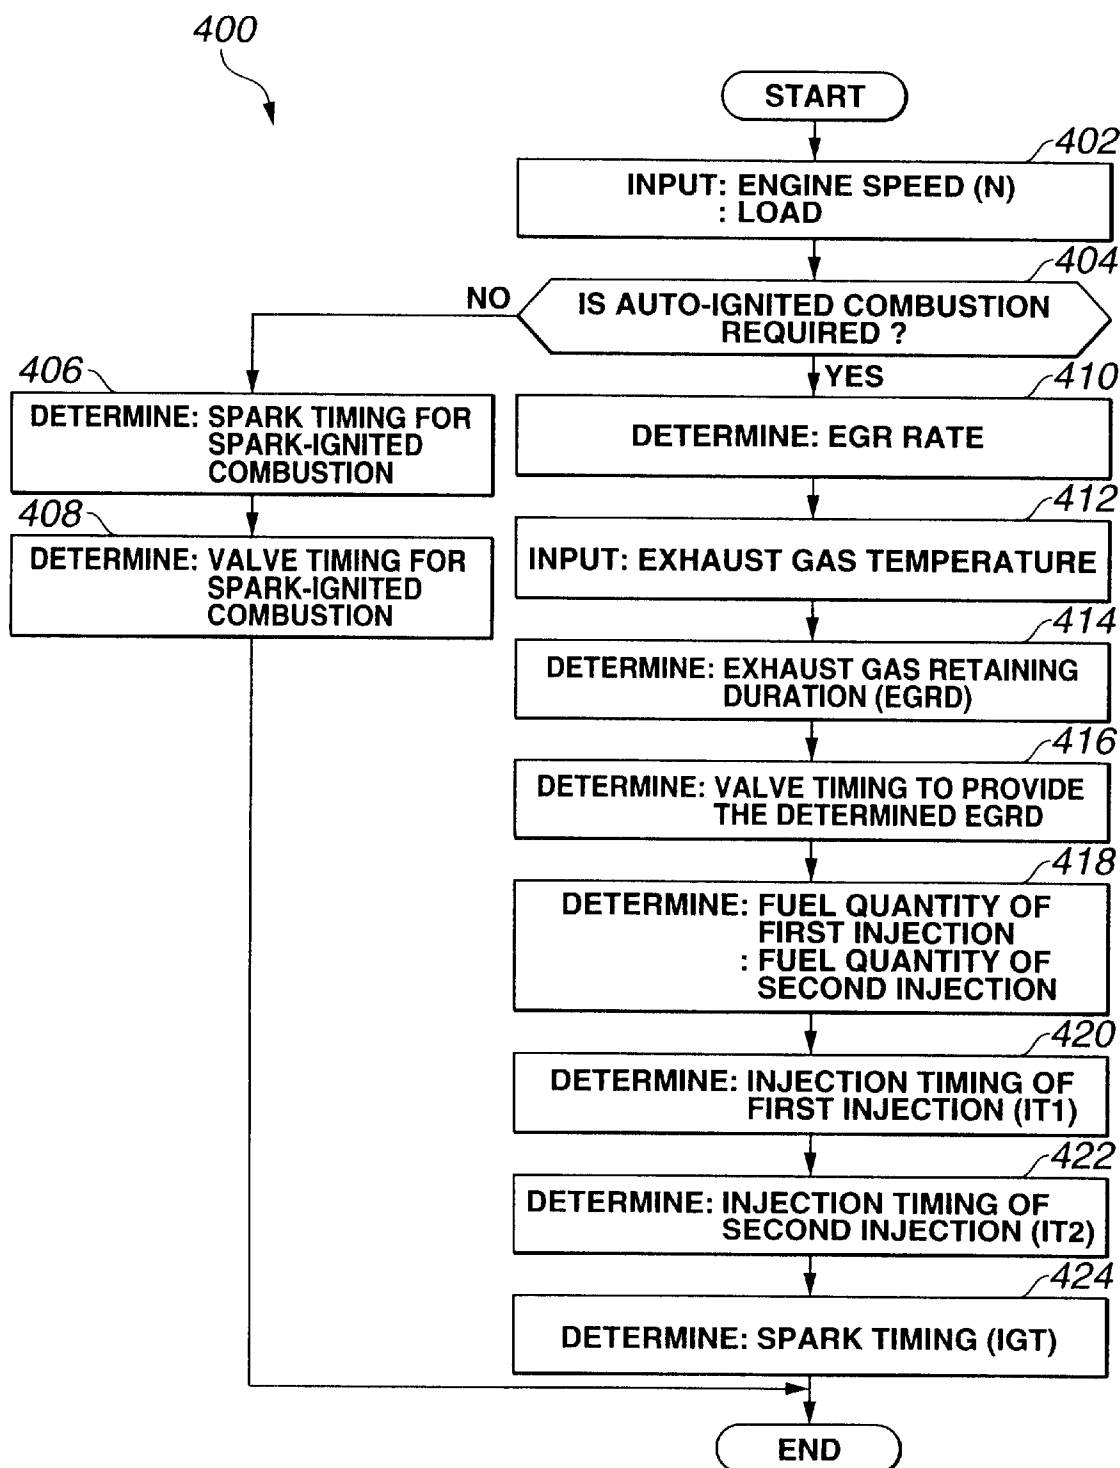 400
START
402
INPUT: ENGINE SPEED (N)
: LOAD
404
IS AUTO-IGNITED COMBUSTION
REQUIRED ?
NO
YES
406
DETERMINE: SPARK TIMING FOR
SPARK-IGNITED
COMBUSTION
408
DETERMINE: VALVE TIMING FOR
SPARK-IGNITED
COMBUSTION
410
DETERMINE: EGR RATE
412
INPUT: EXHAUST GAS TEMPERATURE
414
DETERMINE: EXHAUST GAS RETAINING
DURATION (EGRD)
416
DETERMINE: VALVE TIMING TO PROVIDE
THE DETERMINED EGRD
418
DETERMINE: FUEL QUANTITY OF
FIRST INJECTION
: FUEL QUANTITY OF
SECOND INJECTION
420
DETERMINE: INJECTION TIMING OF
FIRST INJECTION (IT1)
422
DETERMINE: INJECTION TIMING OF
SECOND INJECTION (IT2)
424
DETERMINE: SPARK TIMING (IGT)
END